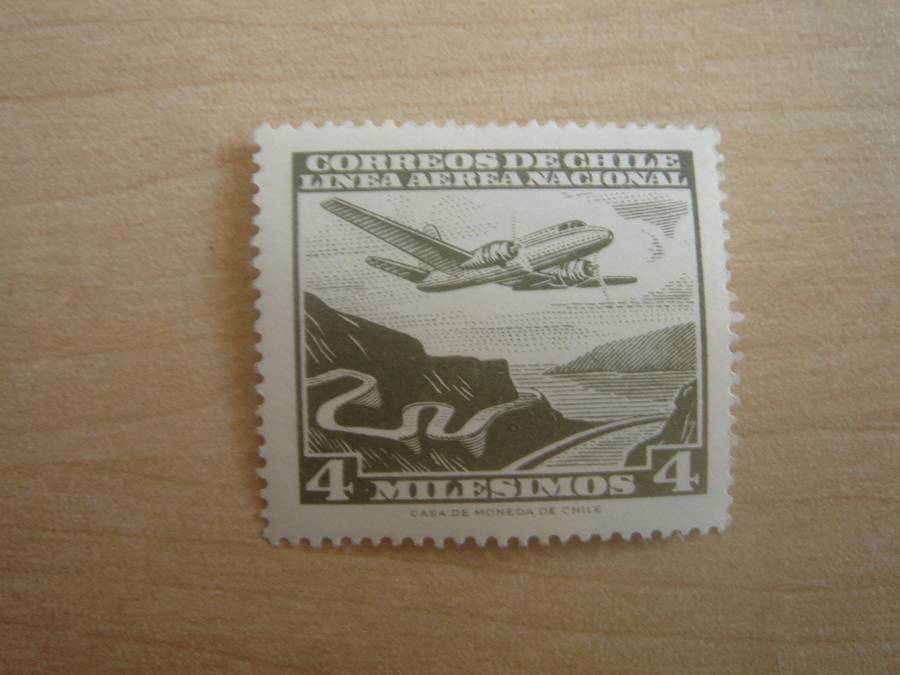 CORREOS DE CHILE
LINEA AEREA NACIONAL
4 MILESIMOS 4
CASA DE MONEDA DE CHILE